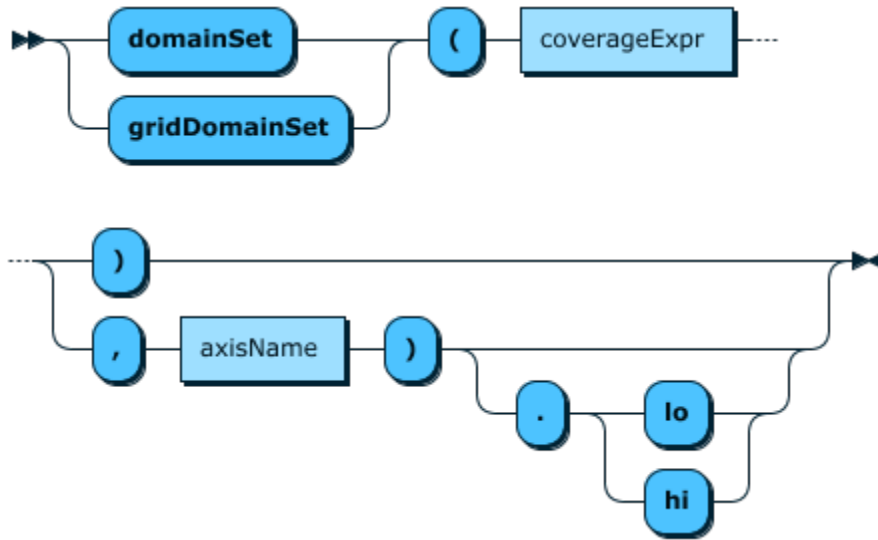 domainSet ( coverageExpr
gridDomainSet
)
, axisName )
. lo
hi